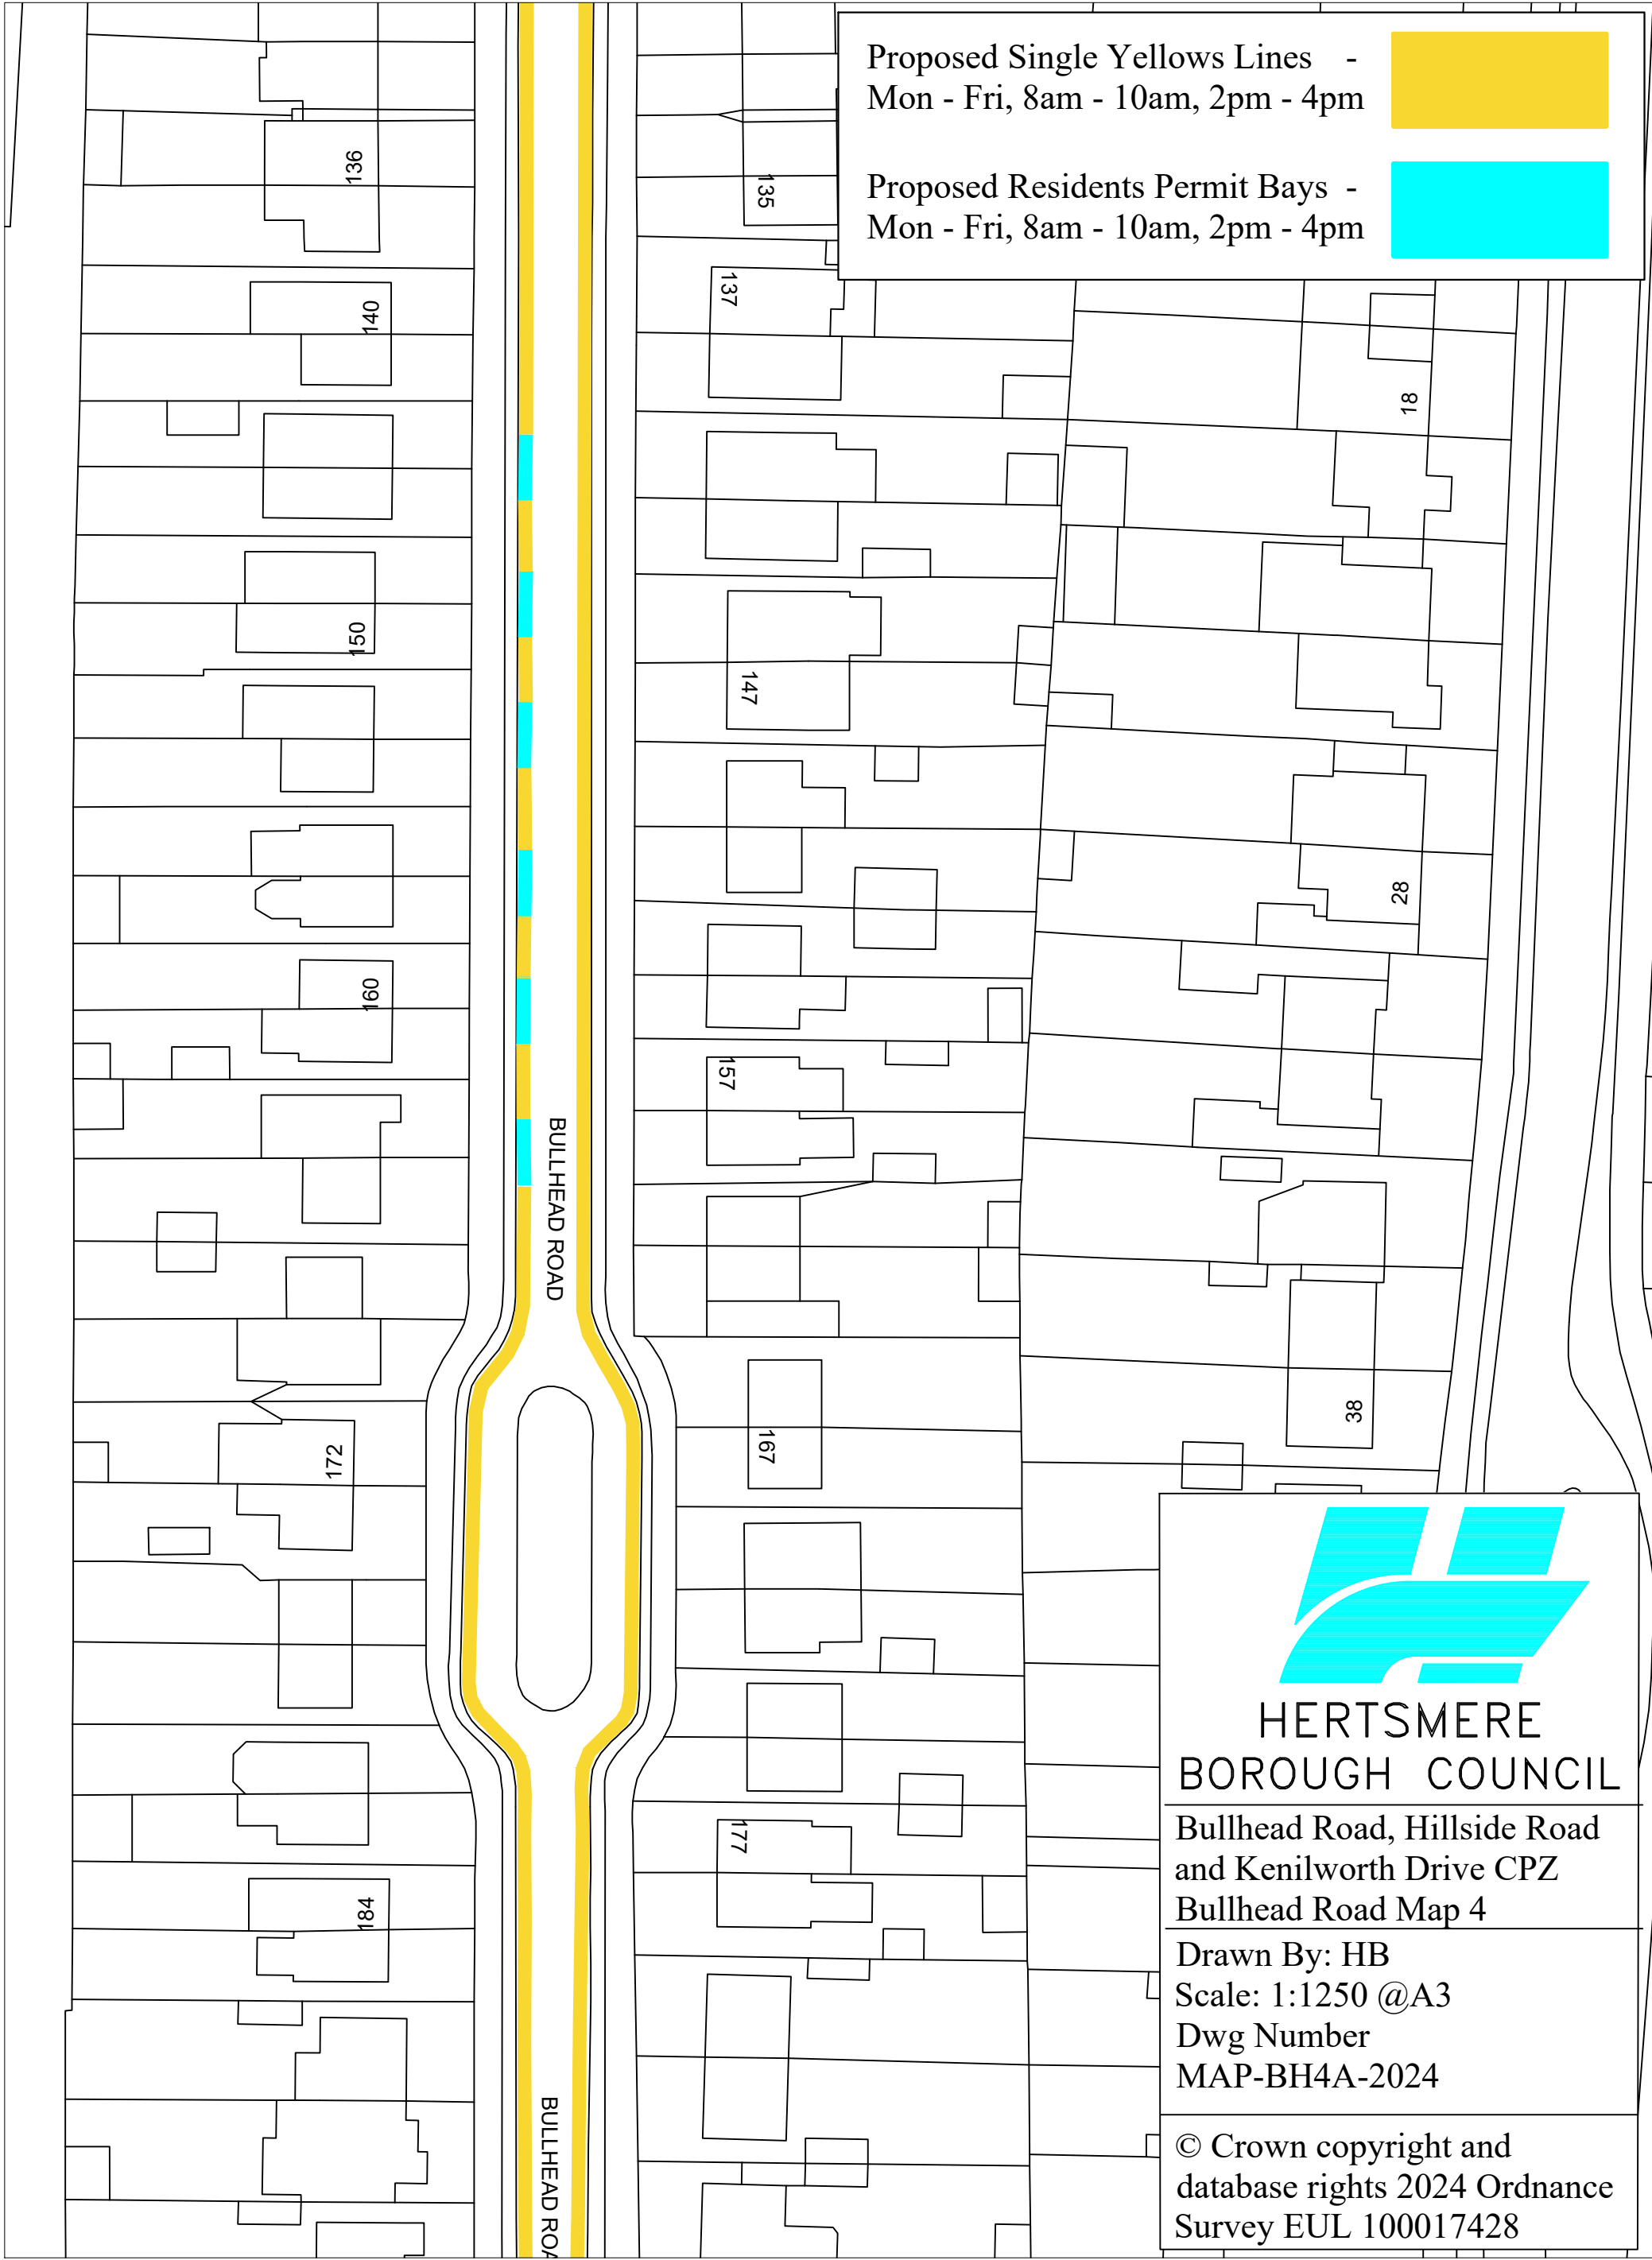 Proposed Single Yellows Lines -
Mon - Fri, 8am - 10am, 2pm - 4pm
Proposed Residents Permit Bays -
Mon - Fri, 8am - 10am, 2pm - 4pm
136
135
137
140
18
150
147
28
160
157
BULLHEAD ROAD
38
167
172
177
184
BULLHEAD ROA
HERTSMERE
BOROUGH COUNCIL
Bullhead Road, Hillside Road
and Kenilworth Drive CPZ
Bullhead Road Map 4
Drawn By: HB
Scale: 1:1250 @A3
Dwg Number
MAP-BH4A-2024
© Crown copyright and
database rights 2024 Ordnance
Survey EUL 100017428